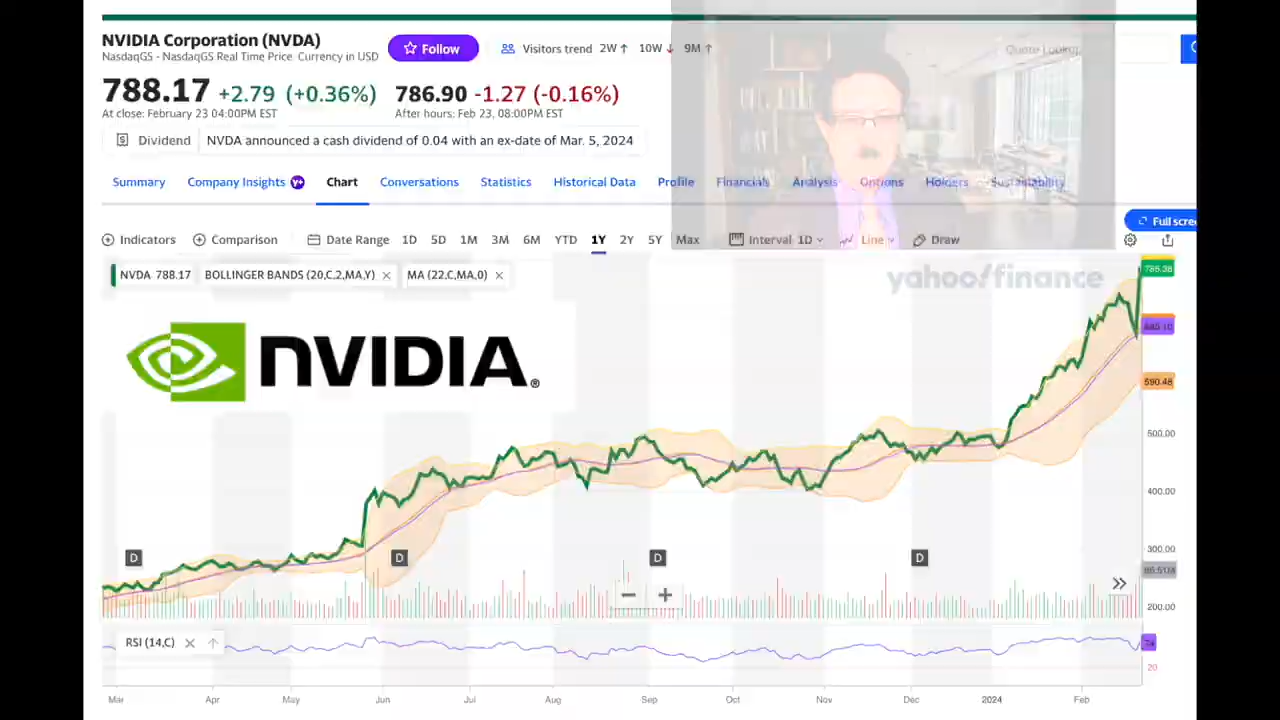 NVIDIA Corporation (NVDA)
NasdaqGS - NasdaqGS Real Time Price. Currency in USD
Follow
Visitors trend 2W↑ 10W↓ 9M↑
Quote Lookup
788.17 +2.79 (+0.36%)
At close: February 23 04:00PM EST
786.90 -1.27 (-0.16%)
After hours: Feb 23, 08:00PM EST
Dividend NVDA announced a cash dividend of 0.04 with an ex-date of Mar. 5, 2024
Summary Company Insights Y+ Chart Conversations Statistics Historical Data Profile Financials Analysis Options Holders Sustainability
Full scre
Indicators Comparison Date Range 1D 5D 1M 3M 6M YTD 1Y 2Y 5Y Max Interval 1D Line Draw
NVDA 788.17 BOLLINGER BANDS (20,C,2,MA,Y) × MA (22,C,MA,0) ×
yahoo!finance
NVIDIA®
590.48
500.00
400.00
300.00
200.00
D D D D
RSI (14,C) ×
20
Mar Apr May Jun Jul Aug Sep Oct Nov Dec 2024 Feb